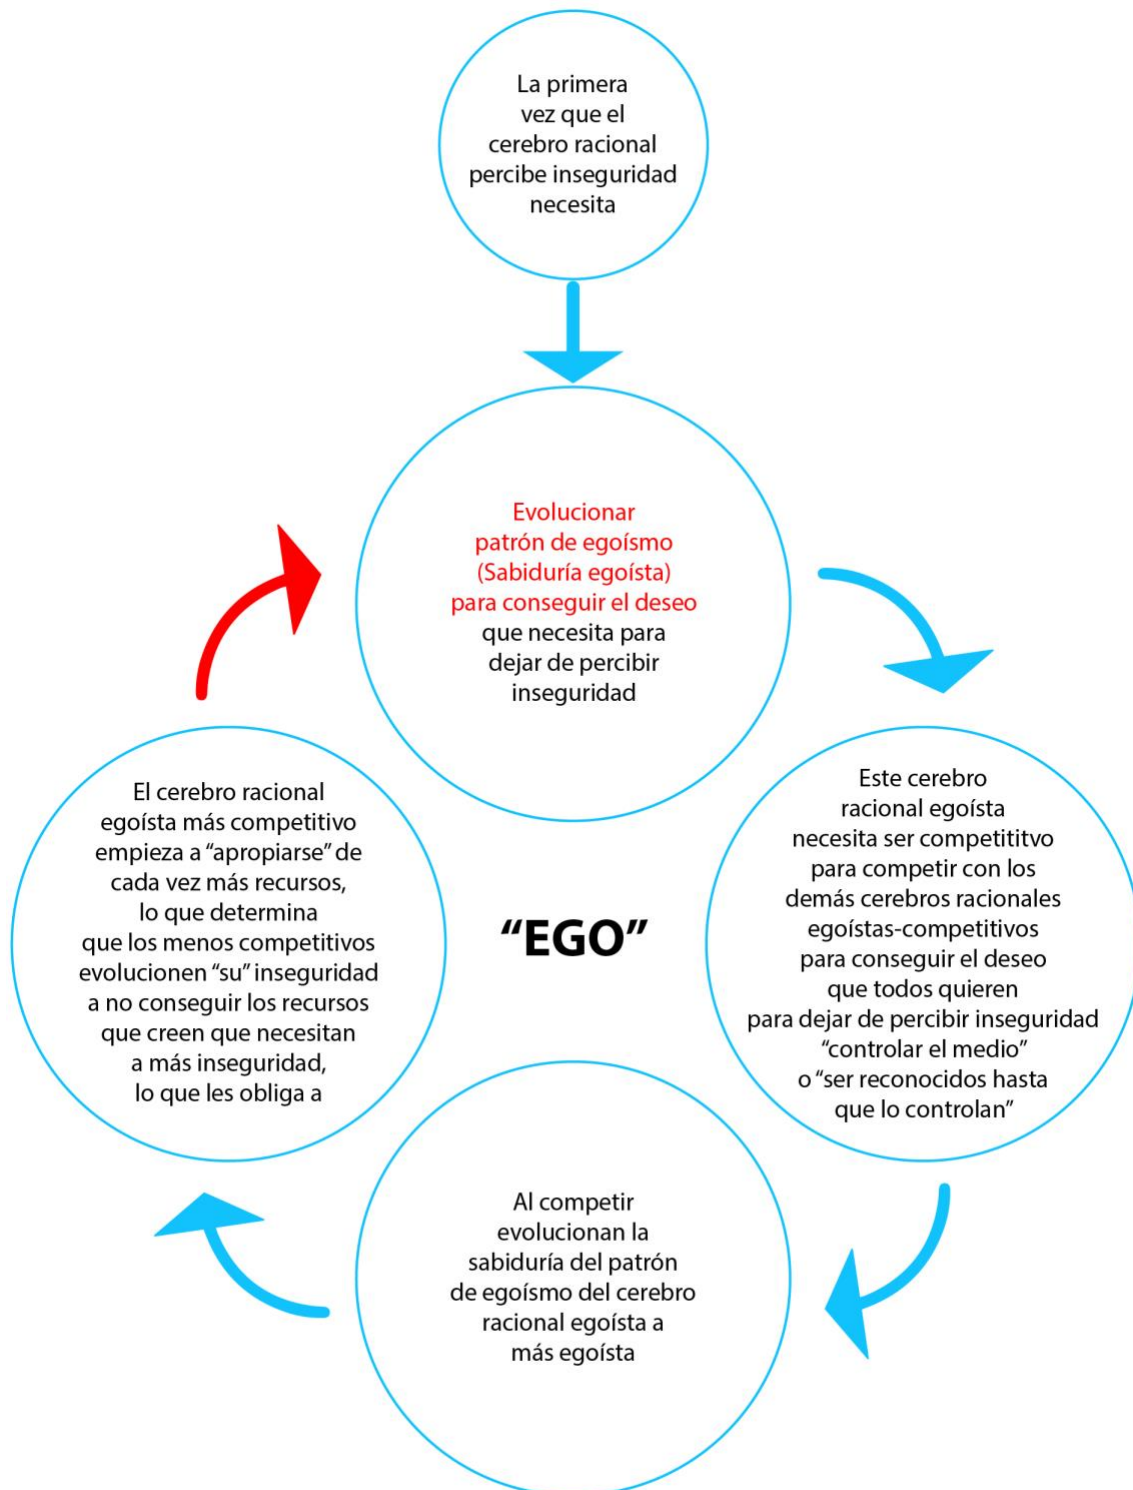 La primera
vez que el
cerebro racional
percibe inseguridad
necesita
Evolucionar
patrón de egoísmo
(Sabiduría egoísta)
para conseguir el deseo
que necesita para
dejar de percibir
inseguridad
Este cerebro
racional egoísta
necesita ser competititvo
para competir con los
demás cerebros racionales
egoístas-competitivos
para conseguir el deseo
que todos quieren
para dejar de percibir inseguridad
“controlar el medio”
o “ser reconocidos hasta
que lo controlan”
Al competir
evolucionan la
sabiduría del patrón
de egoísmo del cerebro
racional egoísta a
más egoísta
El cerebro racional
egoísta más competitivo
empieza a “apropiarse” de
cada vez más recursos,
lo que determina
que los menos competitivos
evolucionen “su” inseguridad
a no conseguir los recursos
que creen que necesitan
a más inseguridad,
lo que les obliga a
“EGO”